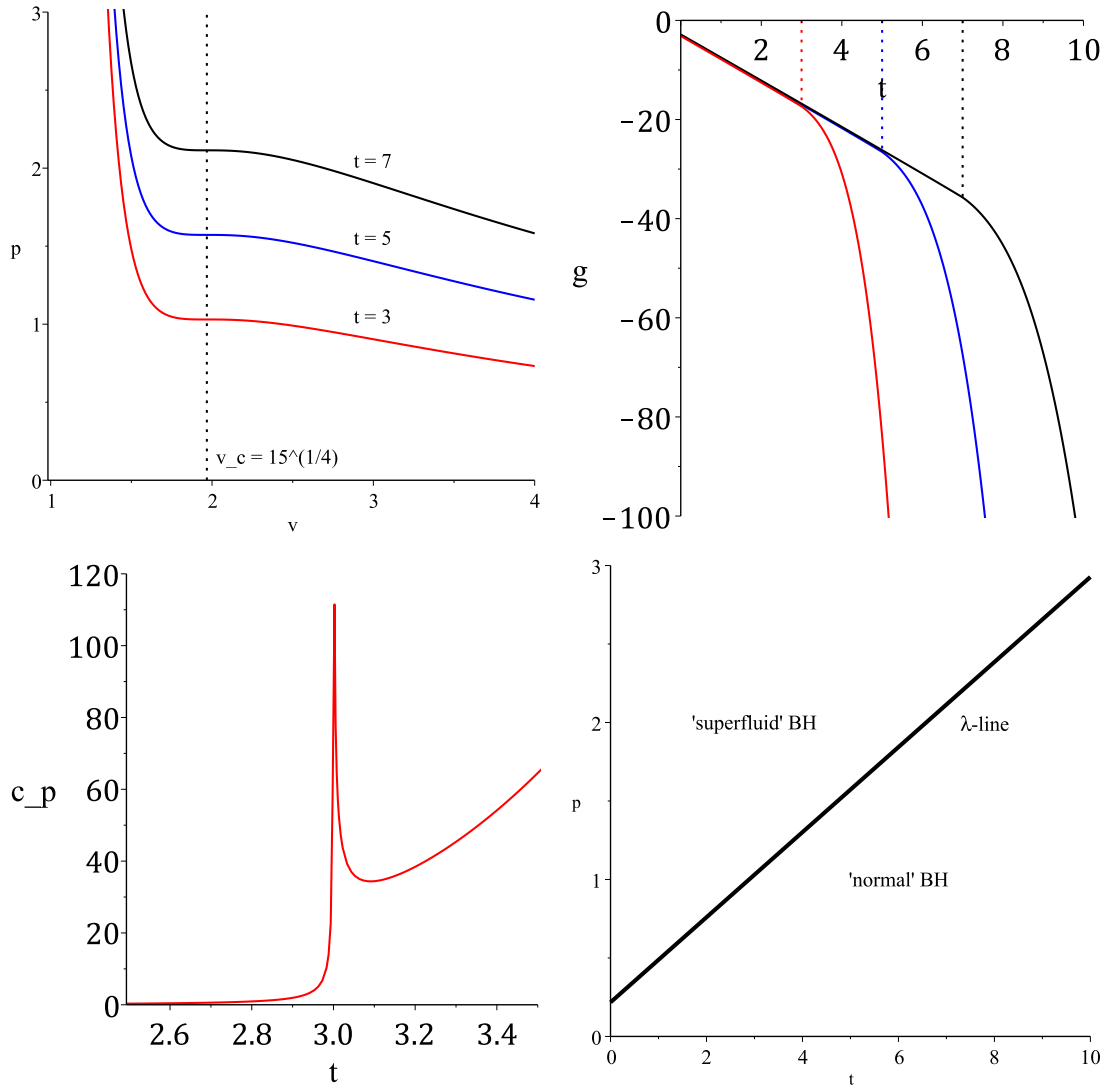 3
2
p
1
0
1
2
3
4
v
t = 7
t = 5
t = 3
v_c = 15^(1/4)
0
2
4
6
8
10
t
−20
−40
g
−60
−80
−100
120
100
80
60
c_p
40
20
0
2.6
2.8
3.0
3.2
3.4
t
3
2
p
1
0
0
2
4
6
8
10
t
'superfluid' BH
λ-line
'normal' BH